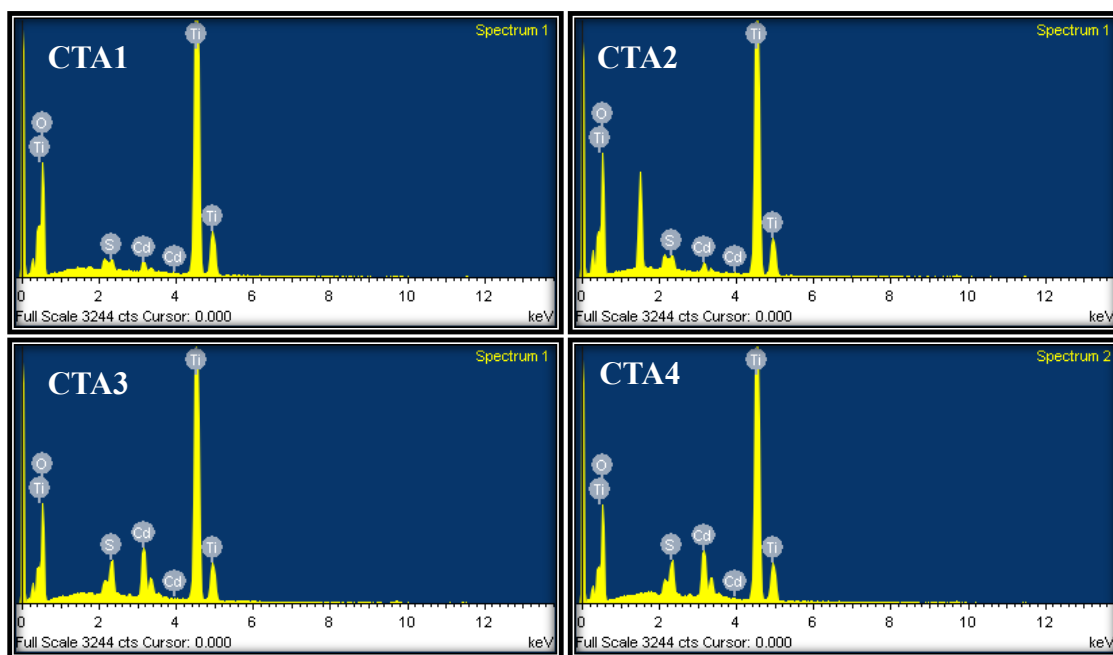 Spectrum 1
CTA1
Ti
O
Ti
Ti
S
Cd
Cd
0 2 4 6 8 10 12
Full Scale 3244 cts Cursor: 0.000 keV
Spectrum 1
CTA2
Ti
O
Ti
Ti
S
Cd
Cd
0 2 4 6 8 10 12
Full Scale 3244 cts Cursor: 0.000 keV
Spectrum 1
CTA3
Ti
O
Ti
Cd
S
Ti
Cd
0 2 4 6 8 10 12
Full Scale 3244 cts Cursor: 0.000 keV
Spectrum 2
CTA4
Ti
O
Ti
Cd
S
Ti
Cd
0 2 4 6 8 10 12
Full Scale 3244 cts Cursor: 0.000 keV